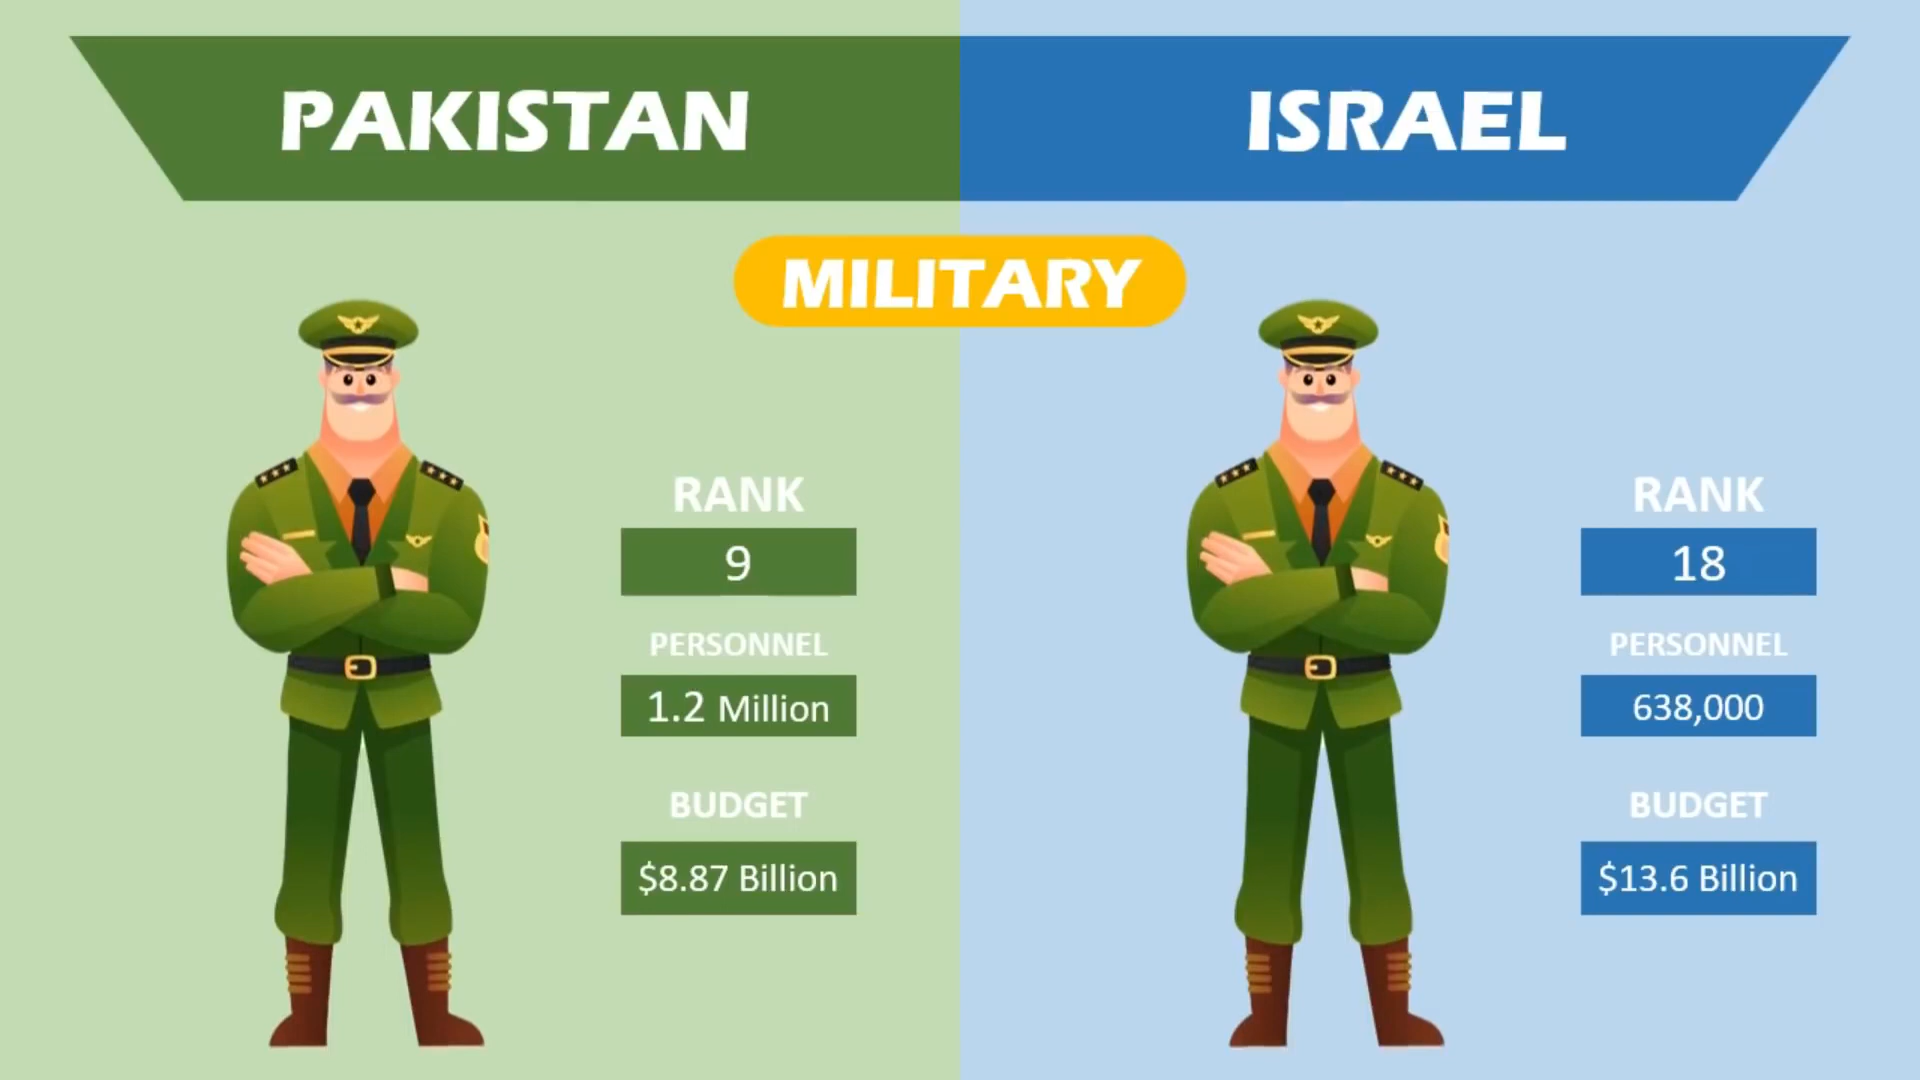 PAKISTAN
ISRAEL
MILITARY
RANK
9
PERSONNEL
1.2 Million
BUDGET
$8.87 Billion
RANK
18
PERSONNEL
638,000
BUDGET
$13.6 Billion